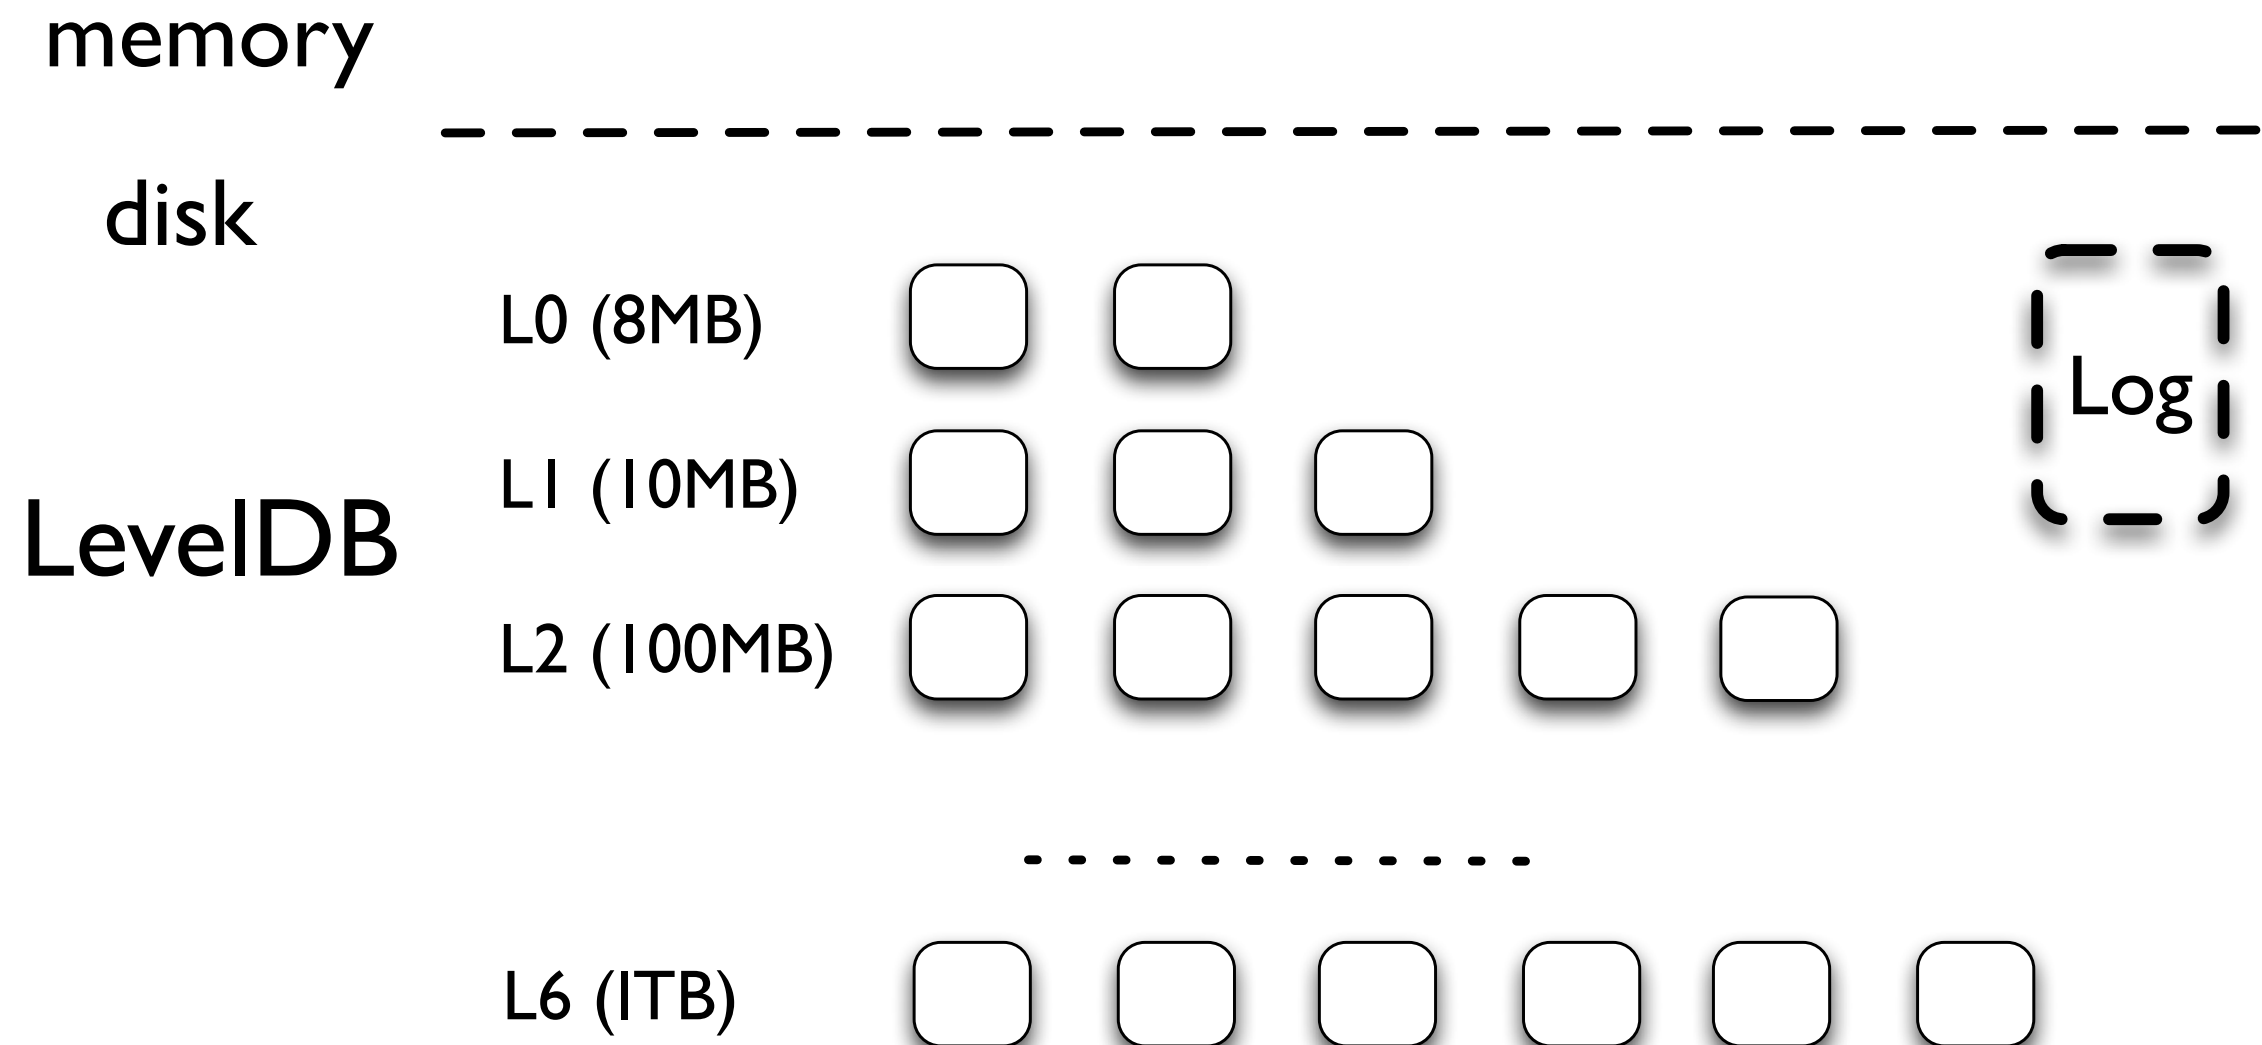 memory
disk
L0 (8MB)
Log
L1 (10MB)
LevelDB
L2 (100MB)
L6 (1TB)